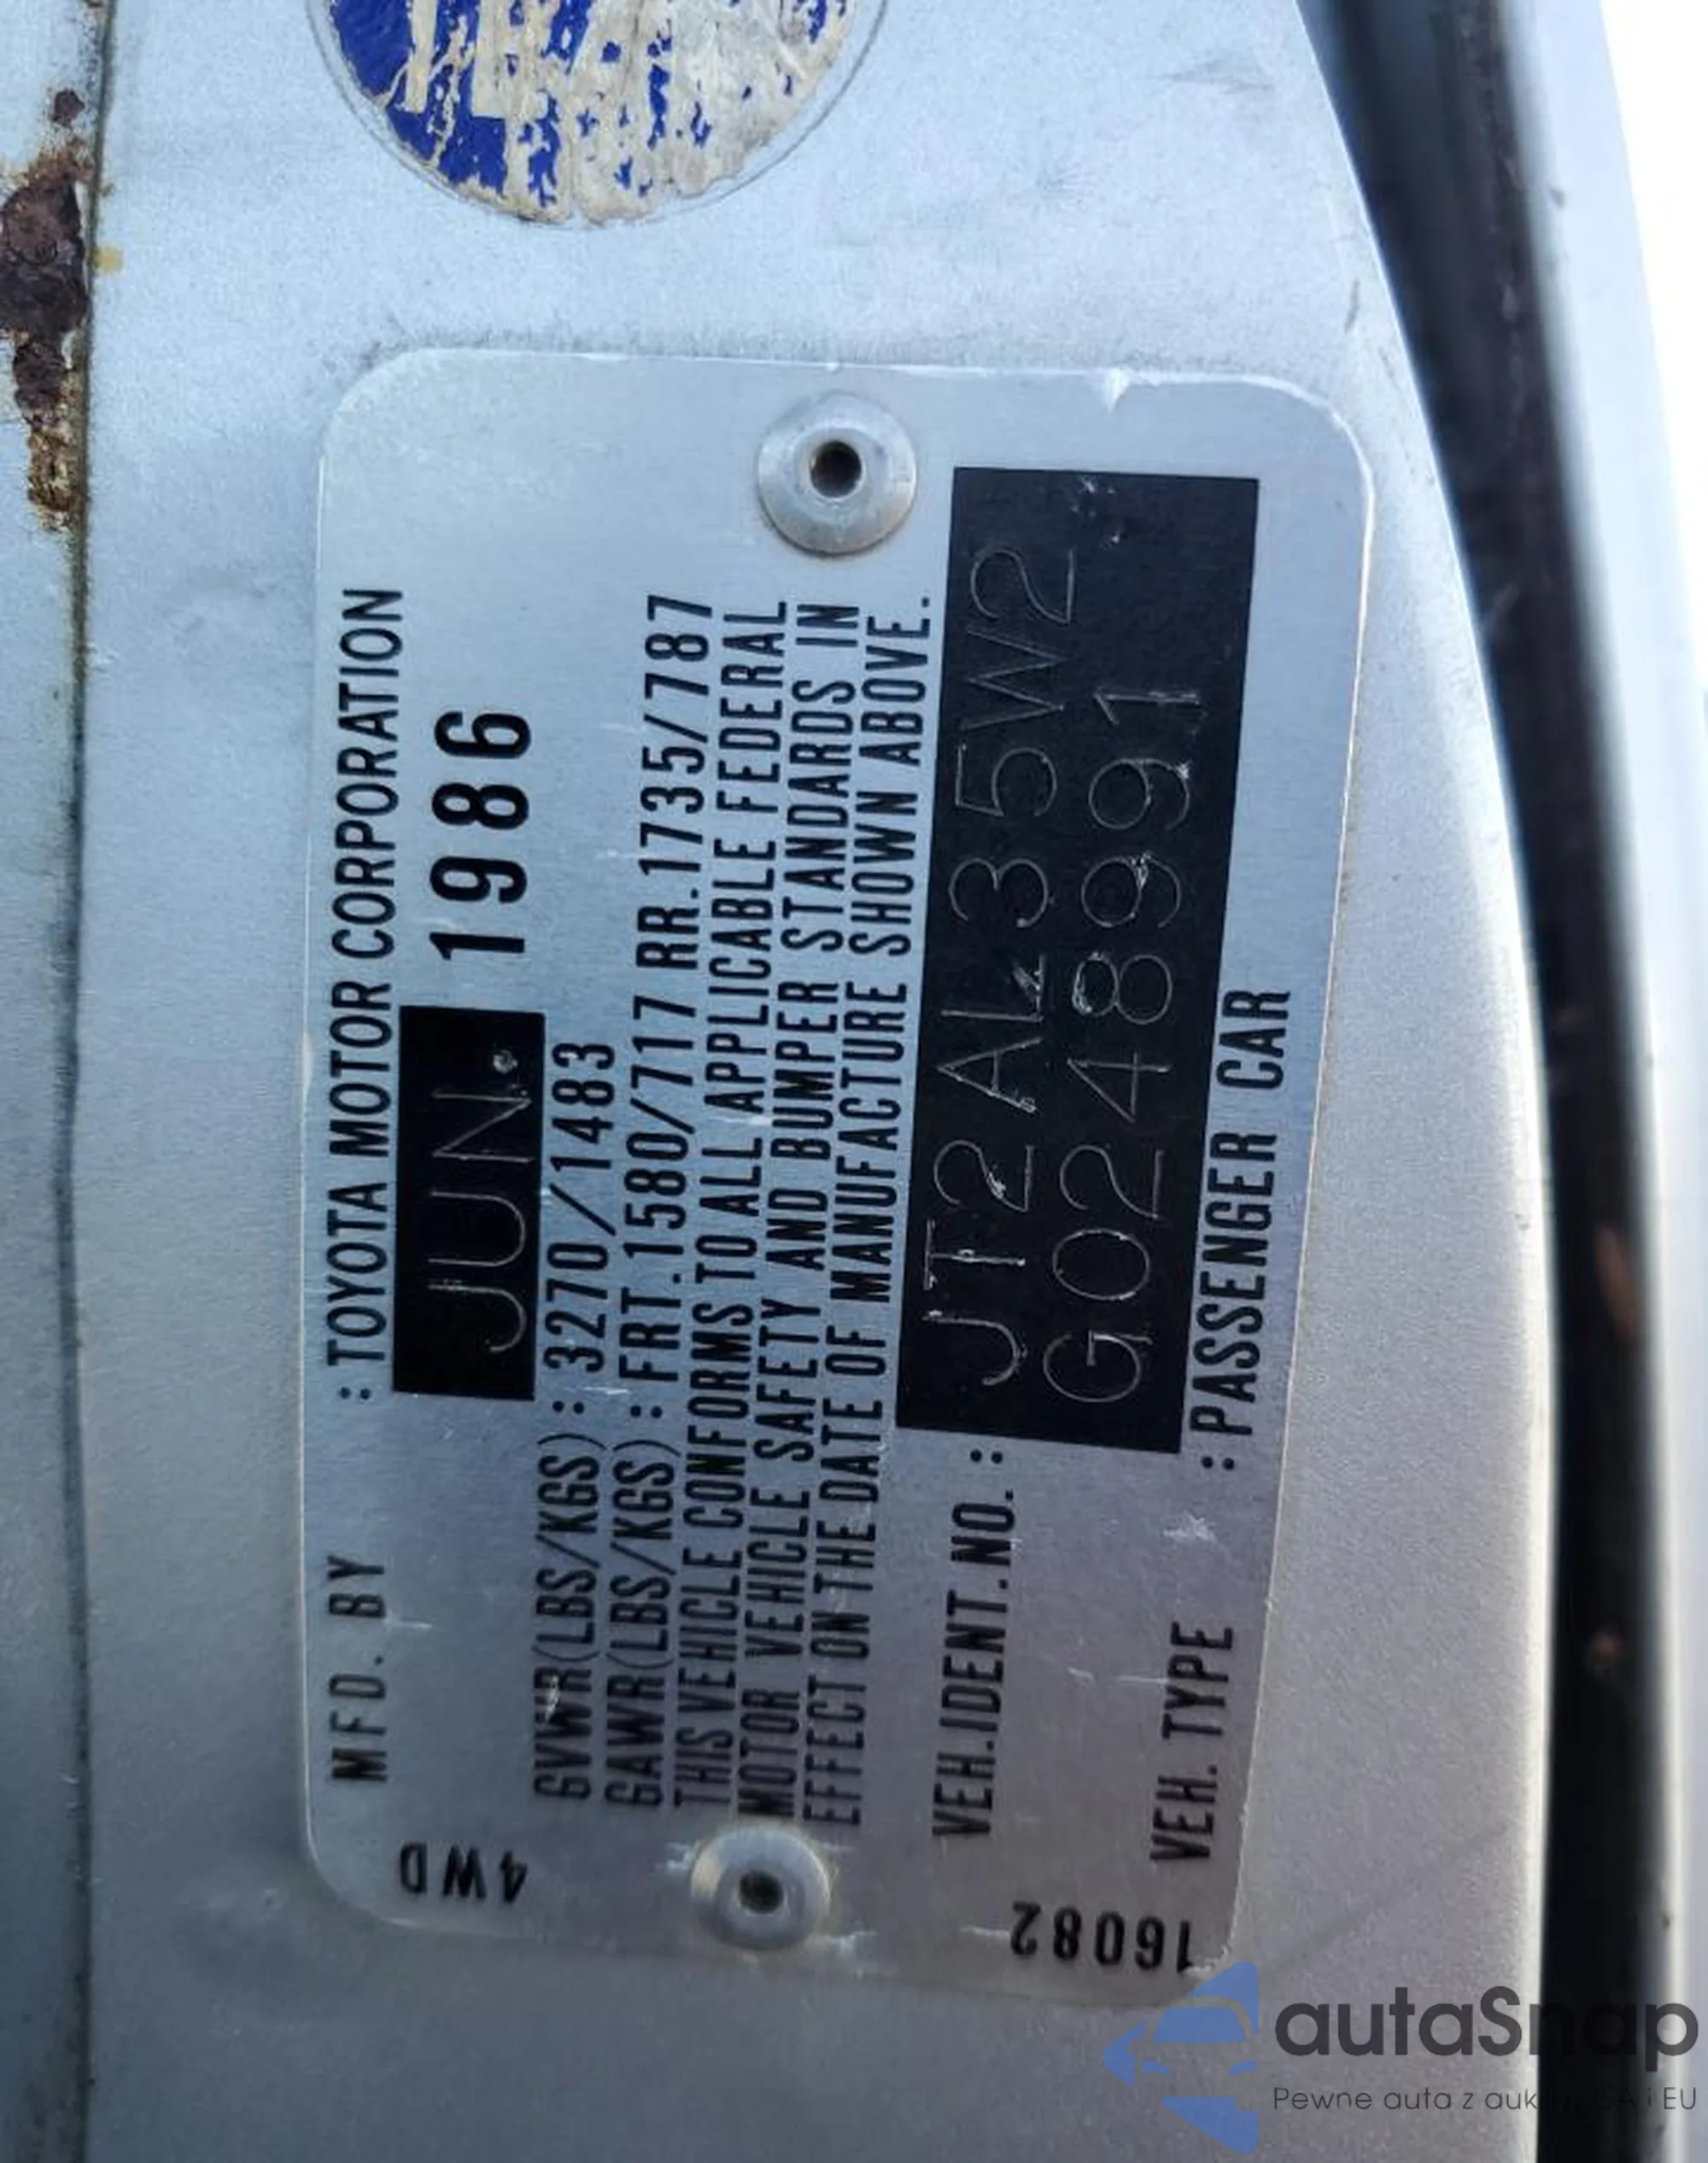 MFD. BY : TOYOTA MOTOR CORPORATION
JUN. 1986
GVWR(LBS/KGS) : 3270/1483
GAWR(LBS/KGS) : FRT.1580/717 RR.1735/787
THIS VEHICLE CONFORMS TO ALL APPLICABLE FEDERAL
MOTOR VEHICLE SAFETY AND BUMPER STANDARDS IN
EFFECT ON THE DATE OF MANUFACTURE SHOWN ABOVE.
VEH.IDENT.NO. : JT2AL35W2
G0248991
VEH. TYPE : PASSENGER CAR
4WD
16082
autaSnap
Pewne auta z aukcji USA i EU